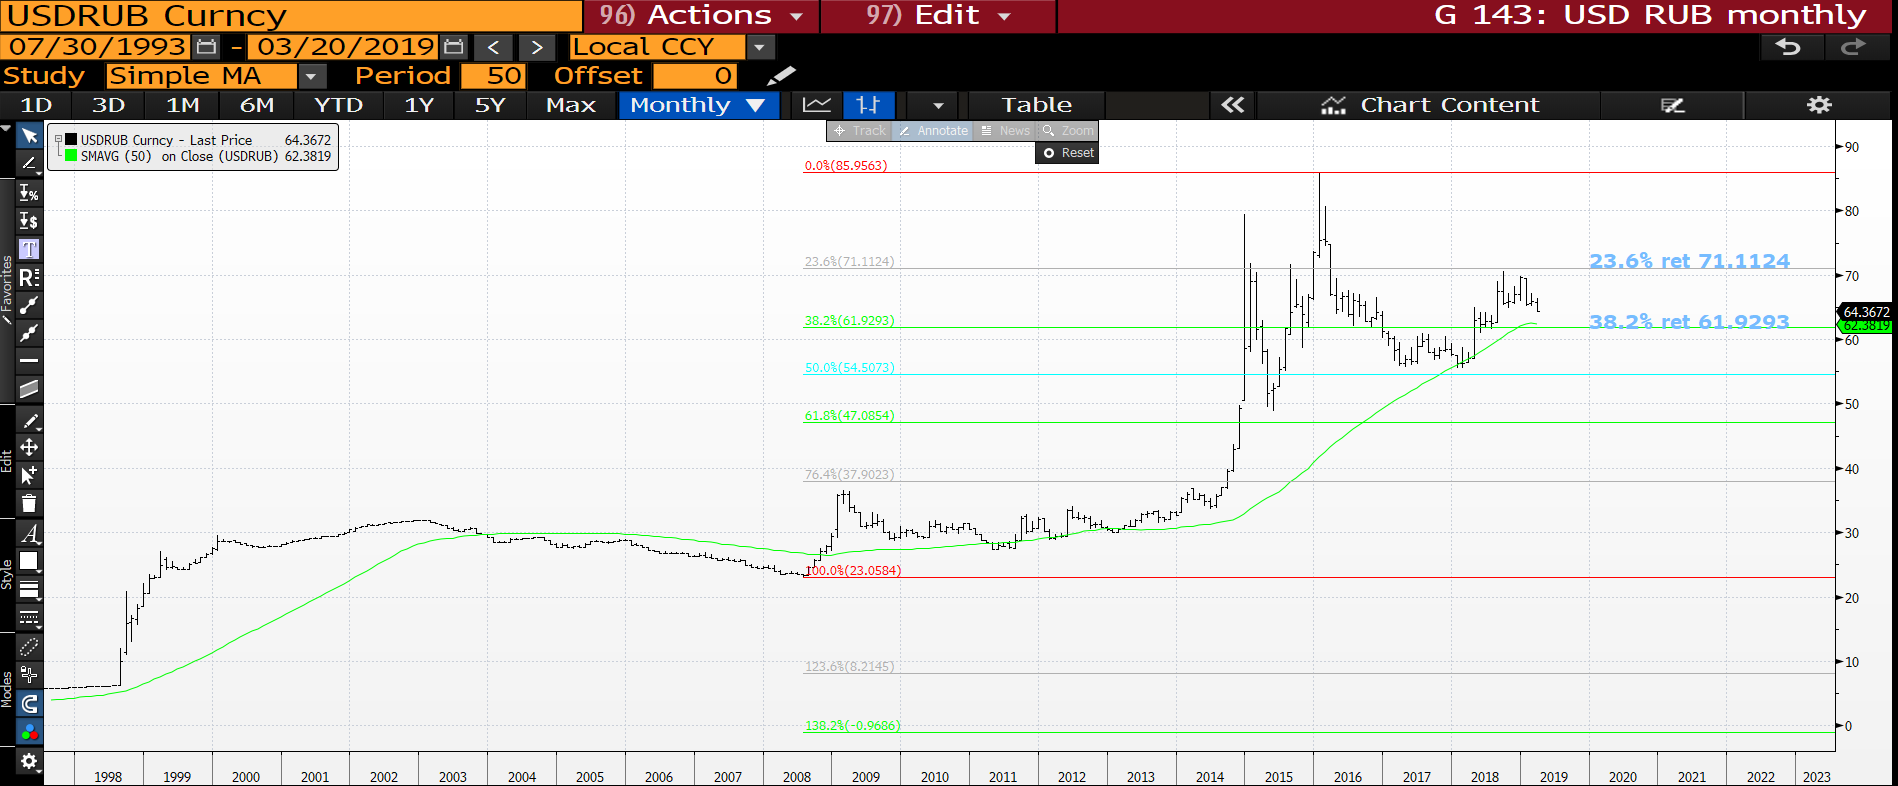 USDRUB Curncy
96) Actions
97) Edit
G 143: USD RUB monthly
07/30/1993 - 03/20/2019 < > Local CCY
Study Simple MA Period 50 Offset 0
1D 3D 1M 6M YTD 1Y 5Y Max Monthly ▼ Table « Chart Content
Track Annotate News Zoom
Reset
USDRUB Curncy - Last Price 64.3672
SMAVG (50) on Close (USDRUB) 62.3819
0.0%(85.9563)
23.6%(71.1124)
23.6% ret 71.1124
38.2%(61.9293)
38.2% ret 61.9293
50.0%(54.5073)
61.8%(47.0854)
76.4%(37.9023)
100.0%(23.0584)
123.6%(8.2145)
138.2%(-0.9686)
90
80
70
64.3672
62.3819
60
50
40
30
20
10
0
%
$
T
R
A
Favorites
Edit
Style
Modes
1998 1999 2000 2001 2002 2003 2004 2005 2006 2007 2008 2009 2010 2011 2012 2013 2014 2015 2016 2017 2018 2019 2020 2021 2022 2023